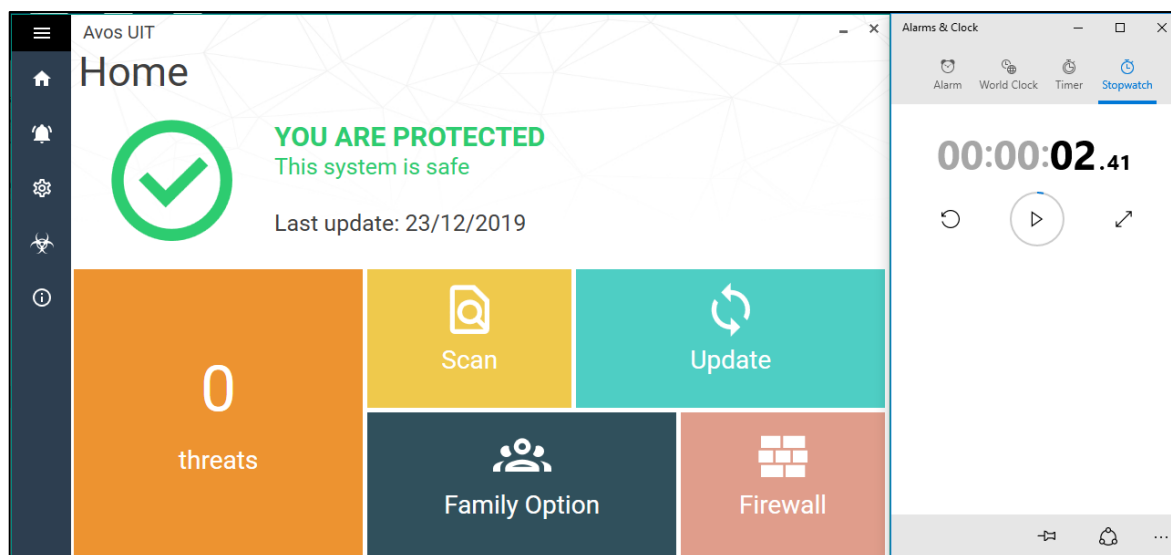 Avos UIT
Home
YOU ARE PROTECTED
This system is safe
Last update: 23/12/2019
0
threats
Scan
Update
Family Option
Firewall
Alarms & Clock
Alarm
World Clock
Timer
Stopwatch
00:00:02.41